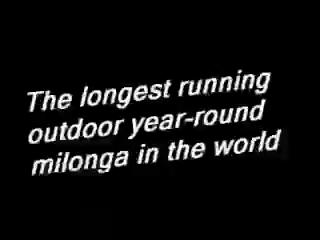 The longest running
outdoor year-round
milonga in the world